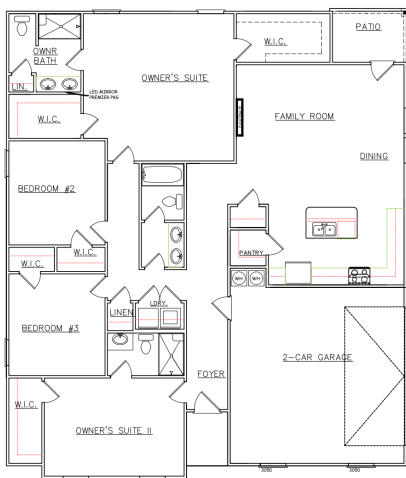 OWNR
BATH
LIN.
LED MIRROR
PREMIER PKG
W.I.C.
OWNER'S SUITE
W.I.C.
PATIO
FAMILY ROOM
DINING
BEDROOM #2
W.I.C.
W.I.C.
PANTRY
WH
WH
LINEN
LDRY.
BEDROOM #3
2-CAR GARAGE
FOYER
W.I.C.
OWNER'S SUITE II
3050
3050